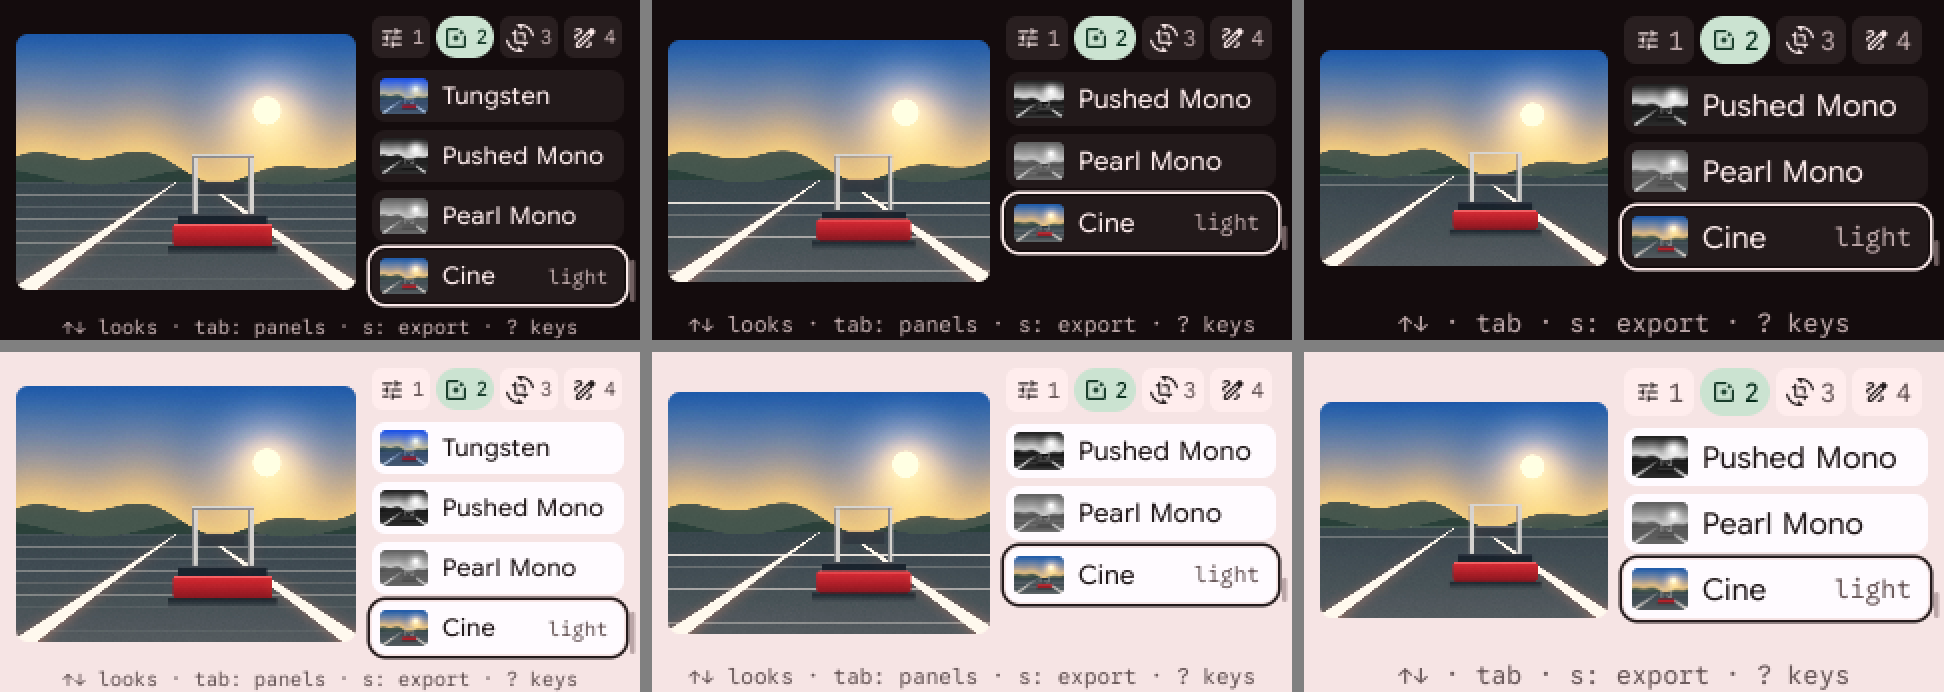 1 2 3 4
Tungsten
Pushed Mono
Pearl Mono
Cine light
↑↓ looks · tab: panels · s: export · ? keys
1 2 3 4
Pushed Mono
Pearl Mono
Cine light
↑↓ looks · tab: panels · s: export · ? keys
1 2 3 4
Pushed Mono
Pearl Mono
Cine light
↑↓ · tab · s: export · ? keys
1 2 3 4
Tungsten
Pushed Mono
Pearl Mono
Cine light
↑↓ looks · tab: panels · s: export · ? keys
1 2 3 4
Pushed Mono
Pearl Mono
Cine light
↑↓ looks · tab: panels · s: export · ? keys
1 2 3 4
Pushed Mono
Pearl Mono
Cine light
↑↓ · tab · s: export · ? keys